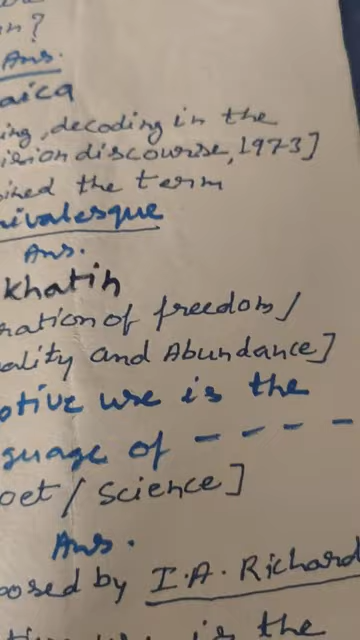 n?
Ans.
aica
ing, decoding in the
ision discourse, 1973]
ined the term
nivalesque
Ans.
khatin
ration of freedom/
ality and Abundance]
otive use is the
guage of - - - -
oet / Science]
Ans.
posed by I.A. Richard
is the